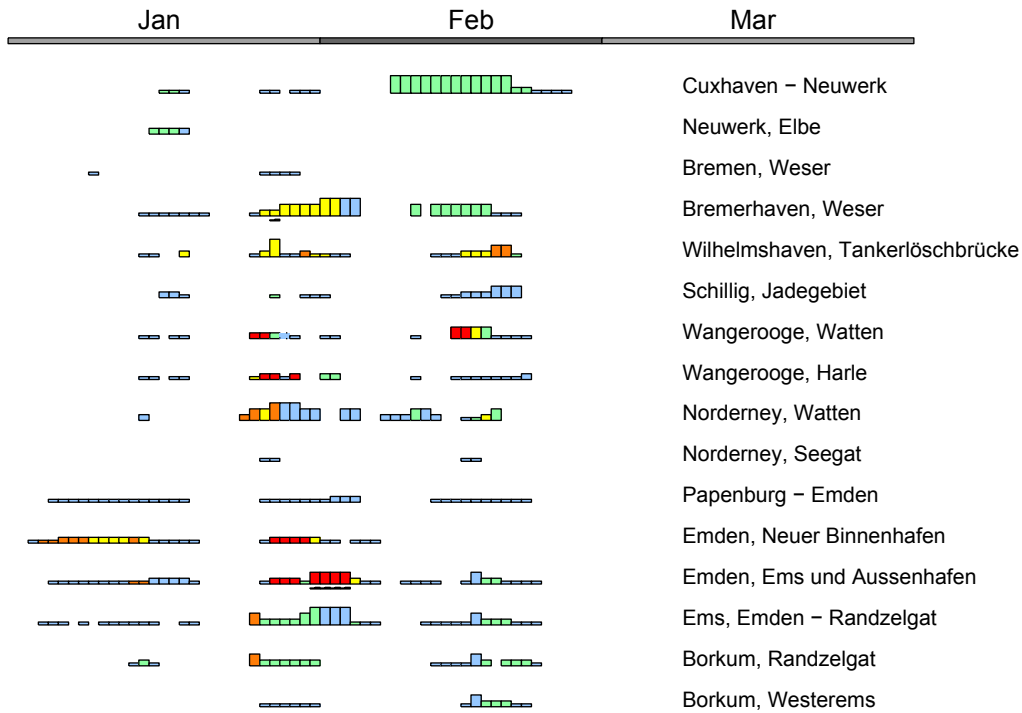 Jan Feb Mar
Cuxhaven − Neuwerk
Neuwerk, Elbe
Bremen, Weser
Bremerhaven, Weser
Wilhelmshaven, Tankerlöschbrücke
Schillig, Jadegebiet
Wangerooge, Watten
Wangerooge, Harle
Norderney, Watten
Norderney, Seegat
Papenburg − Emden
Emden, Neuer Binnenhafen
Emden, Ems und Aussenhafen
Ems, Emden − Randzelgat
Borkum, Randzelgat
Borkum, Westerems